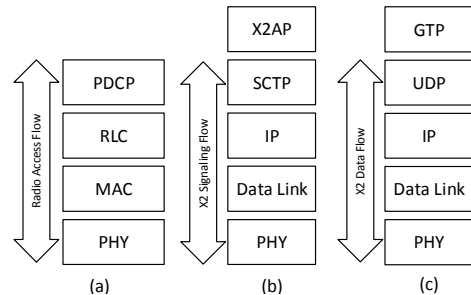 Radio Access Flow
PDCP
RLC
MAC
PHY
(a)
X2 Signaling Flow
X2AP
SCTP
IP
Data Link
PHY
(b)
X2 Data Flow
GTP
UDP
IP
Data Link
PHY
(c)